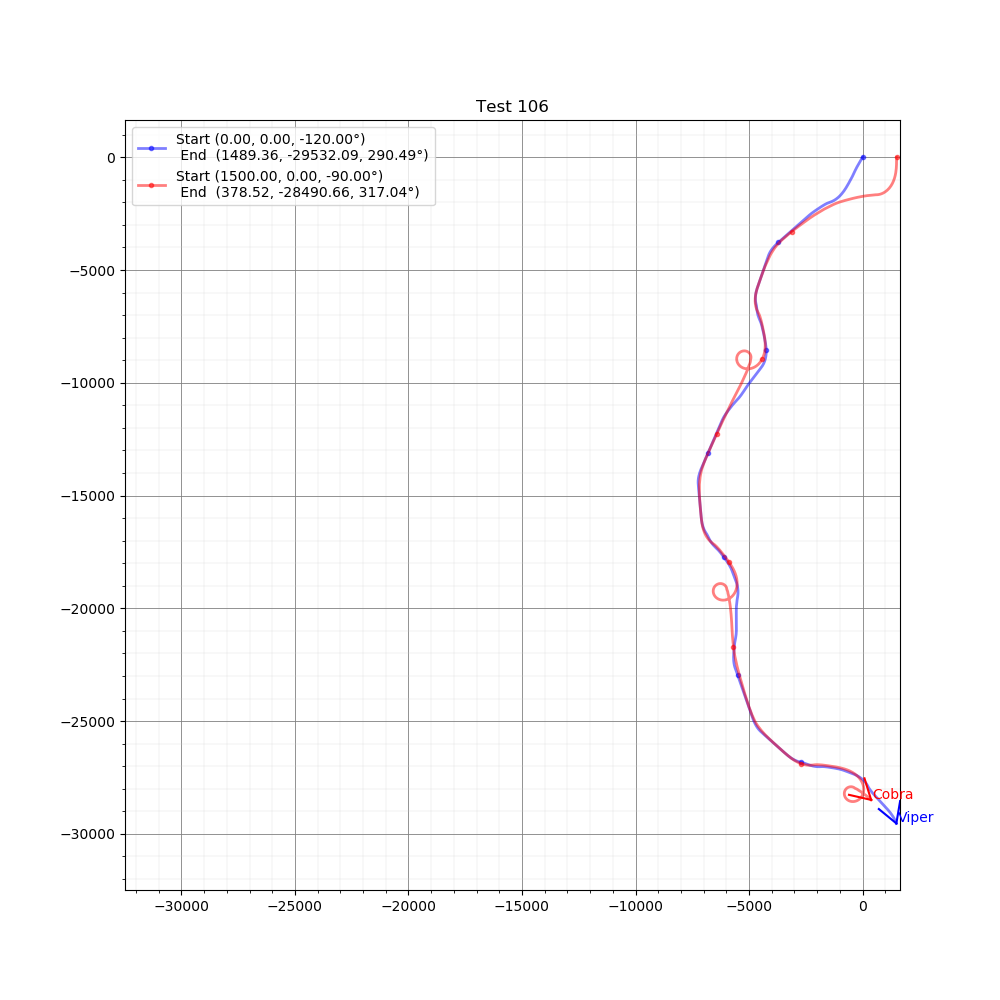 Test 106
Start (0.00, 0.00, -120.00°)
End (1489.36, -29532.09, 290.49°)
Start (1500.00, 0.00, -90.00°)
End (378.52, -28490.66, 317.04°)
0
−5000
−10000
−15000
−20000
−25000
−30000
Cobra
Viper
−30000 −25000 −20000 −15000 −10000 −5000 0